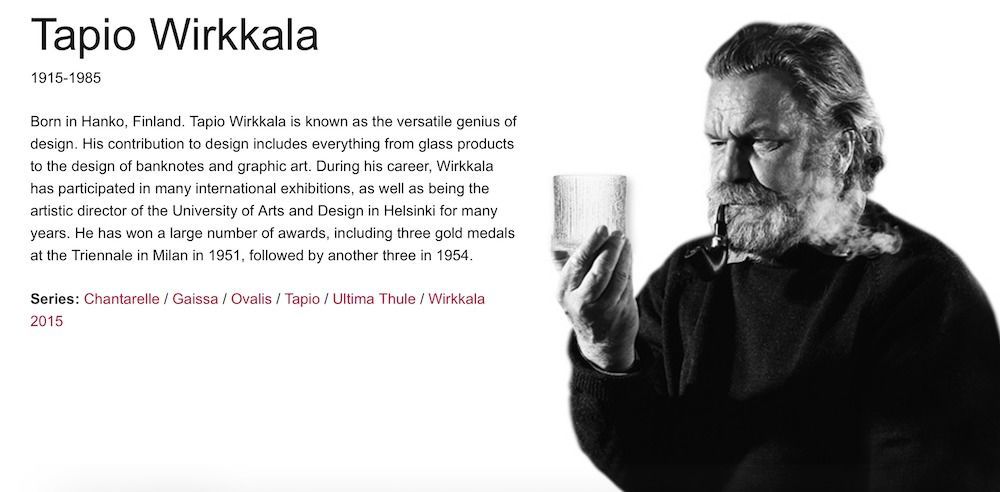 Tapio Wirkkala
1915-1985
Born in Hanko, Finland. Tapio Wirkkala is known as the versatile genius of
design. His contribution to design includes everything from glass products
to the design of banknotes and graphic art. During his career, Wirkkala
has participated in many international exhibitions, as well as being the
artistic director of the University of Arts and Design in Helsinki for many
years. He has won a large number of awards, including three gold medals
at the Triennale in Milan in 1951, followed by another three in 1954.
Series: Chantarelle / Gaissa / Ovalis / Tapio / Ultima Thule / Wirkkala
2015